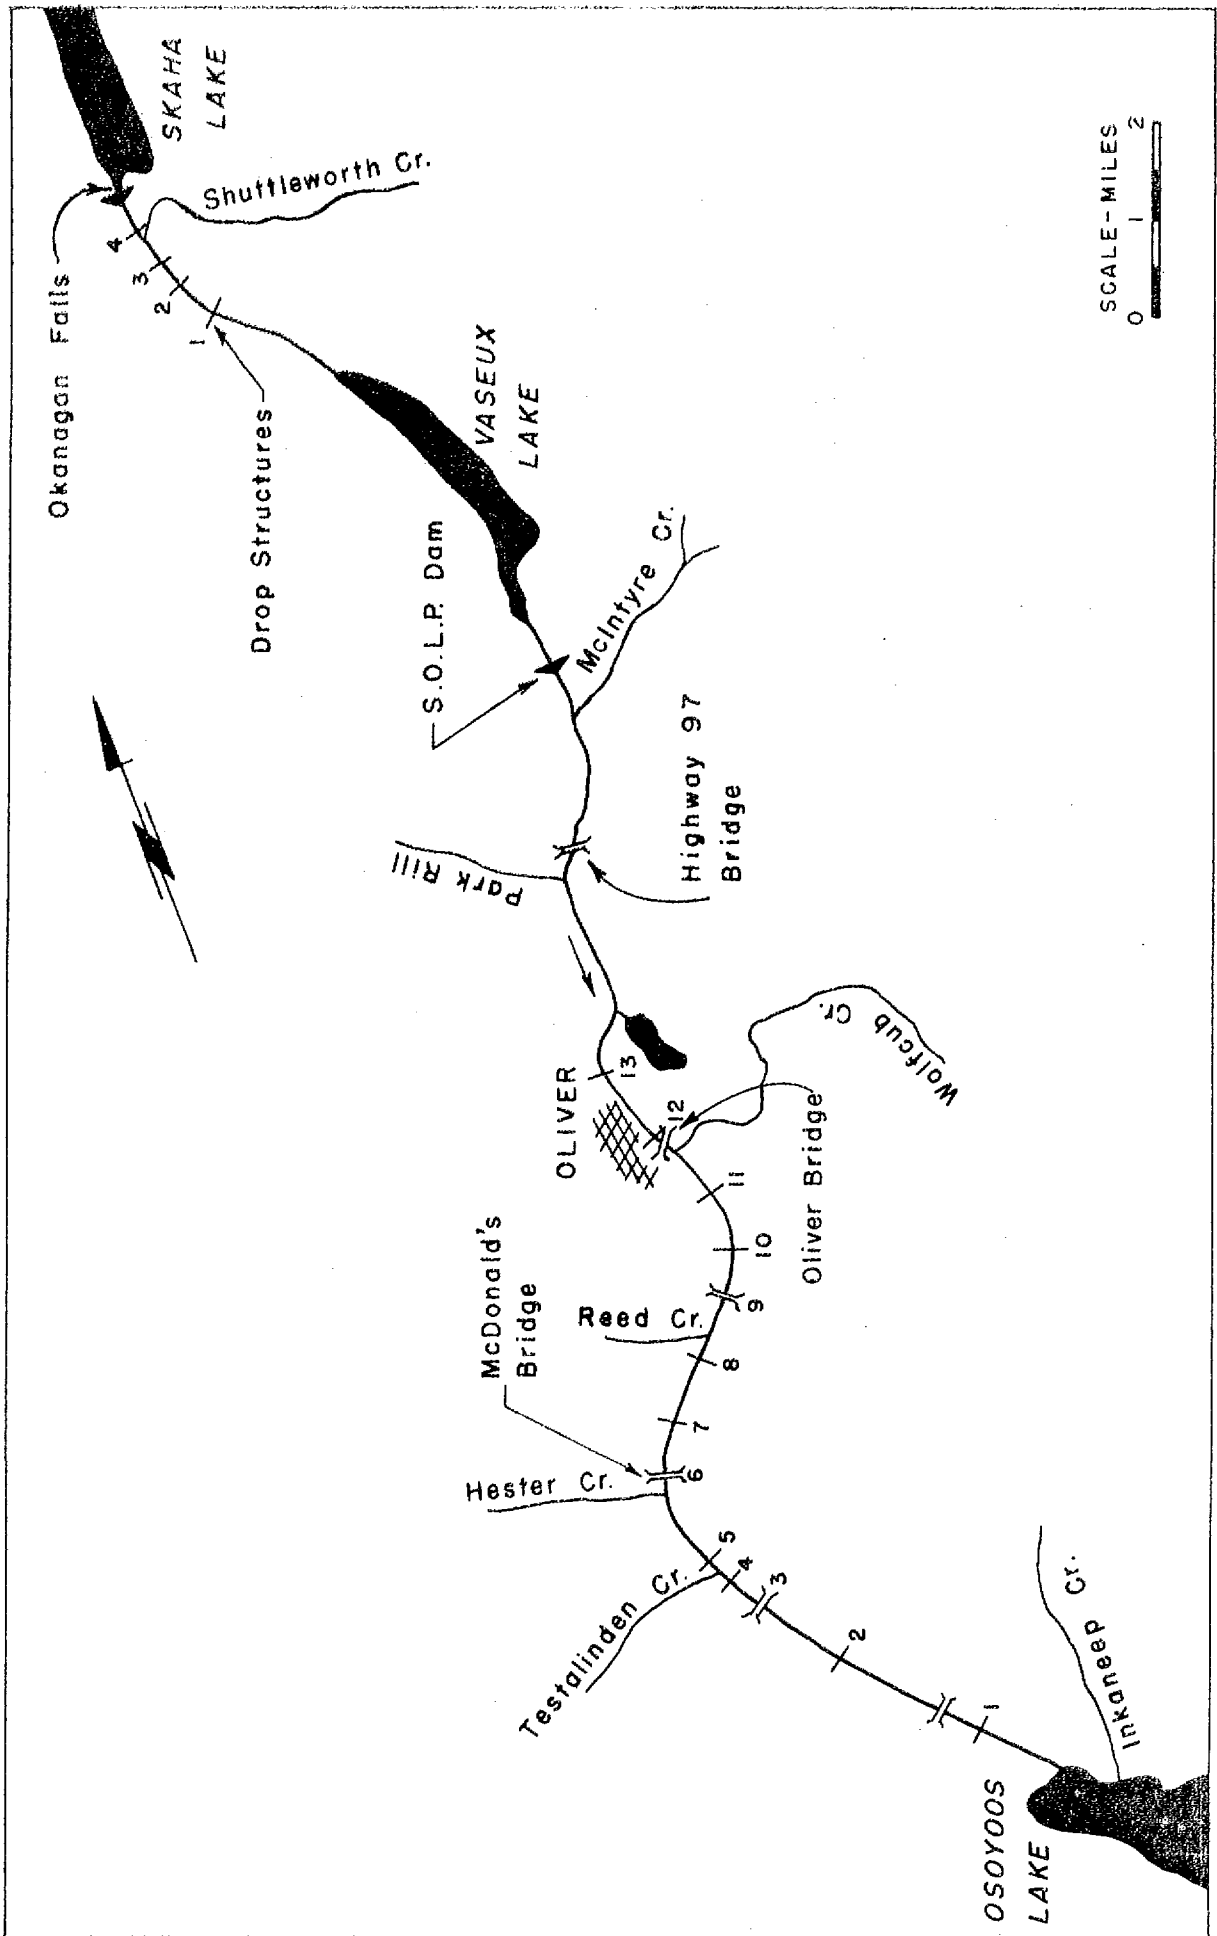 SKAHA
LAKE
Okanagan Falls
Shuttleworth Cr.
4
3
2
1
Drop Structures
VASEUX
LAKE
S.O.L.P. Dam
McIntyre Cr.
Highway 97
Bridge
Park Rill
OLIVER
13
12
Wolfcub Cr.
Oliver Bridge
11
10
9
McDonald's
Bridge
Reed Cr.
8
7
6
Hester Cr.
5
4
Testalinden Cr.
3
2
1
Inkaneep Cr.
OSOYOOS
LAKE
SCALE-MILES
0 1 2